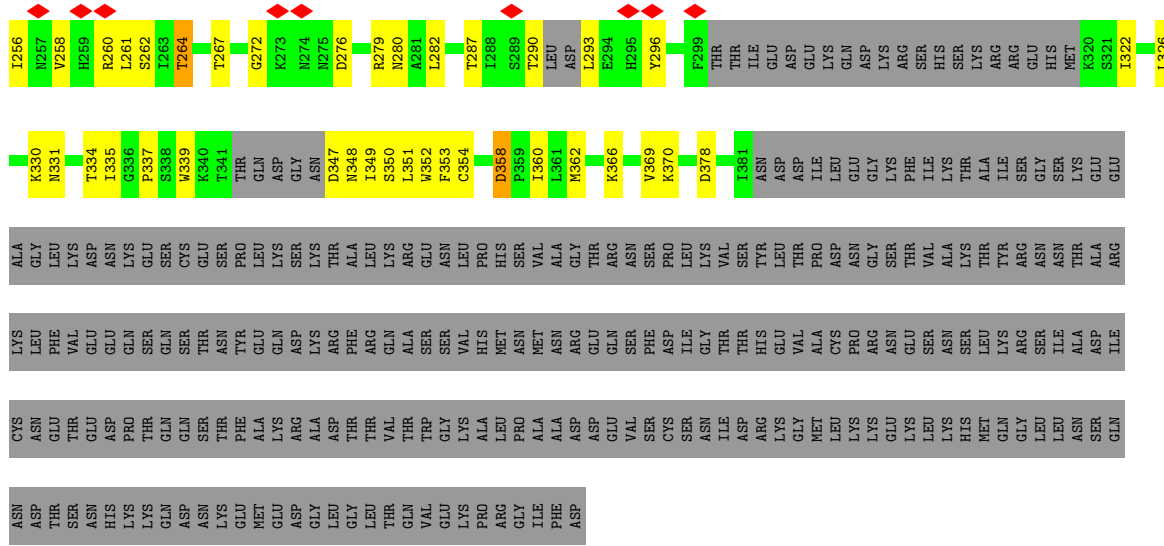 I256 N257 V258 H259 R260 L261 S262 I263 T264 T267 G272 K273 N274 N275 D276 R279 N280 A281 L282 T287 I288 S289 T290 LEU ASP L293 E294 H295 Y296 F299 THR THR ILE GLU ASP GLU LYS GLN ASP LYS ARG SER HIS SER LYS ARG ARG GLU HIS MET K320 S321 I322 L326
K330 N331 T334 I335 G336 P337 S338 W339 K340 T341 THR GLN ASP GLY ASN D347 N348 I349 S350 L351 W352 F353 C354 D358 P359 I360 L361 M362 K366 V369 K370 D378 I381 ASN ASP ASP ILE LEU GLU GLY LYS PHE ILE LYS THR ALA ILE SER GLY SER LYS GLU GLU
ALA GLY LEU LYS ASP ASN LYS GLU SER CYS GLU SER PRO LEU LYS SER LYS THR ALA LEU LYS ARG GLU ASN LEU PRO HIS SER VAL ALA GLY THR ARG ASN SER PRO LEU LYS VAL SER TYR LEU THR PRO ASP ASN GLY SER THR VAL ALA LYS THR TYR ARG ASN ASN THR ALA ARG
LYS LEU PHE VAL GLU GLU GLN SER GLN SER THR ASN TYR GLU GLN ASP LYS ARG PHE ARG GLN ALA SER SER VAL HIS MET ASN MET ASN ARG GLU GLN SER PHE ASP ILE GLY THR THR HIS GLU VAL ALA CYS PRO ARG ASN GLU SER ASN SER LEU LYS ARG SER ILE ALA ASP ILE
CYS ASN GLU THR GLU ASP PRO THR GLN GLN SER THR PHE ALA LYS ARG ALA ASP THR THR VAL THR TRP GLY LYS ALA LEU PRO ALA ALA ASP ASP GLU VAL SER CYS SER ASN ILE ASP ARG LYS GLY MET LEU LYS LYS GLU LYS LEU LYS HIS MET GLN GLY LEU LEU ASN SER GLN
ASN ASP THR SER ASN HIS LYS LYS GLN ASP ASN LYS GLU MET GLU ASP GLY LEU GLY LEU THR GLN VAL GLU LYS PRO ARG GLY ILE PHE ASP